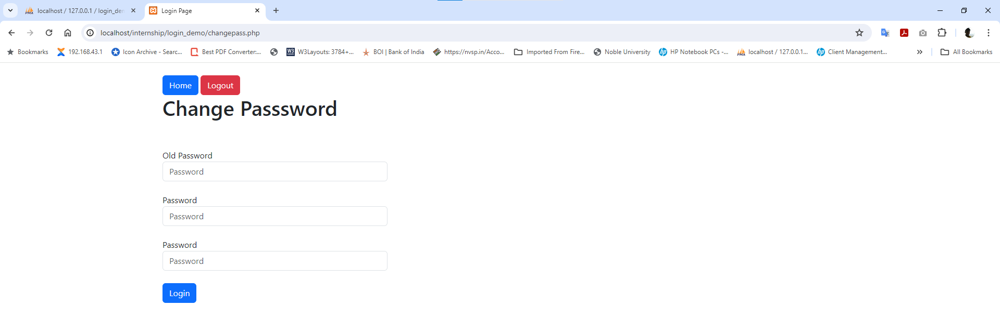 localhost / 127.0.0.1 / login_den
Login Page
localhost/internship/login_demo/changepass.php
Bookmarks 192.168.43.1 Icon Archive - Searc... Best PDF Converter:... W3Layouts: 3784+... BOI | Bank of India https://nvsp.in/Acco... Imported From Fire... Noble University HP Notebook PCs -... localhost / 127.0.0.1... Client Management... All Bookmarks
Home Logout
Change Passsword
Old Password
Password
Password
Password
Password
Password
Login